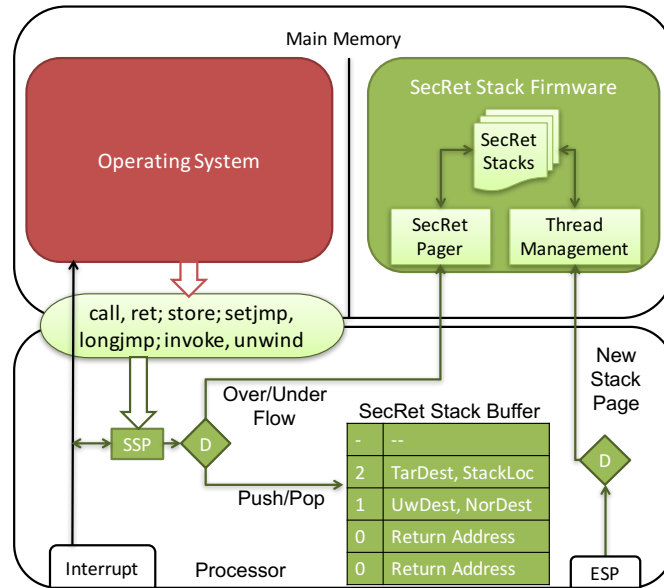 Main Memory
Operating System
SecRet Stack Firmware
SecRet
Stacks
SecRet
Pager
Thread
Management
call, ret; store; setjmp,
longjmp; invoke, unwind
Over/Under
Flow
New
Stack
Page
SSP
D
Push/Pop
SecRet Stack Buffer
- --
2 TarDest, StackLoc
1 UwDest, NorDest
0 Return Address
0 Return Address
D
Interrupt
Processor
ESP